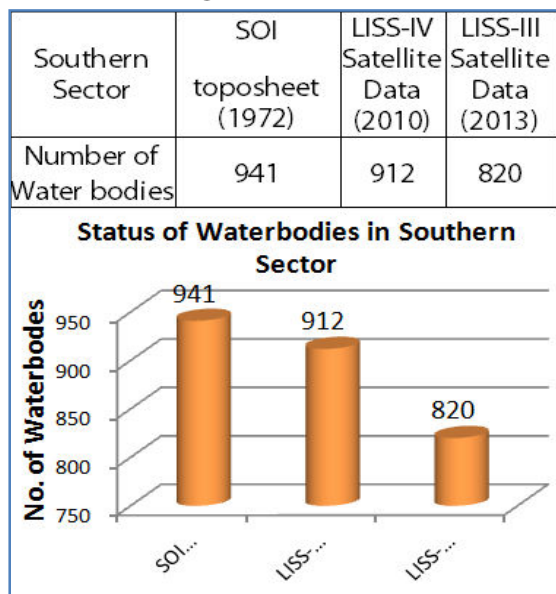 Southern
Sector
SOI
toposheet
(1972)
LISS-IV
Satellite
Data
(2010)
LISS-III
Satellite
Data
(2013)
Number of
Water bodies
941
912
820
Status of Waterbodies in Southern
Sector
No. of Waterbodes
950
900
850
800
750
941
912
820
SOI...
LISS-...
LISS-...